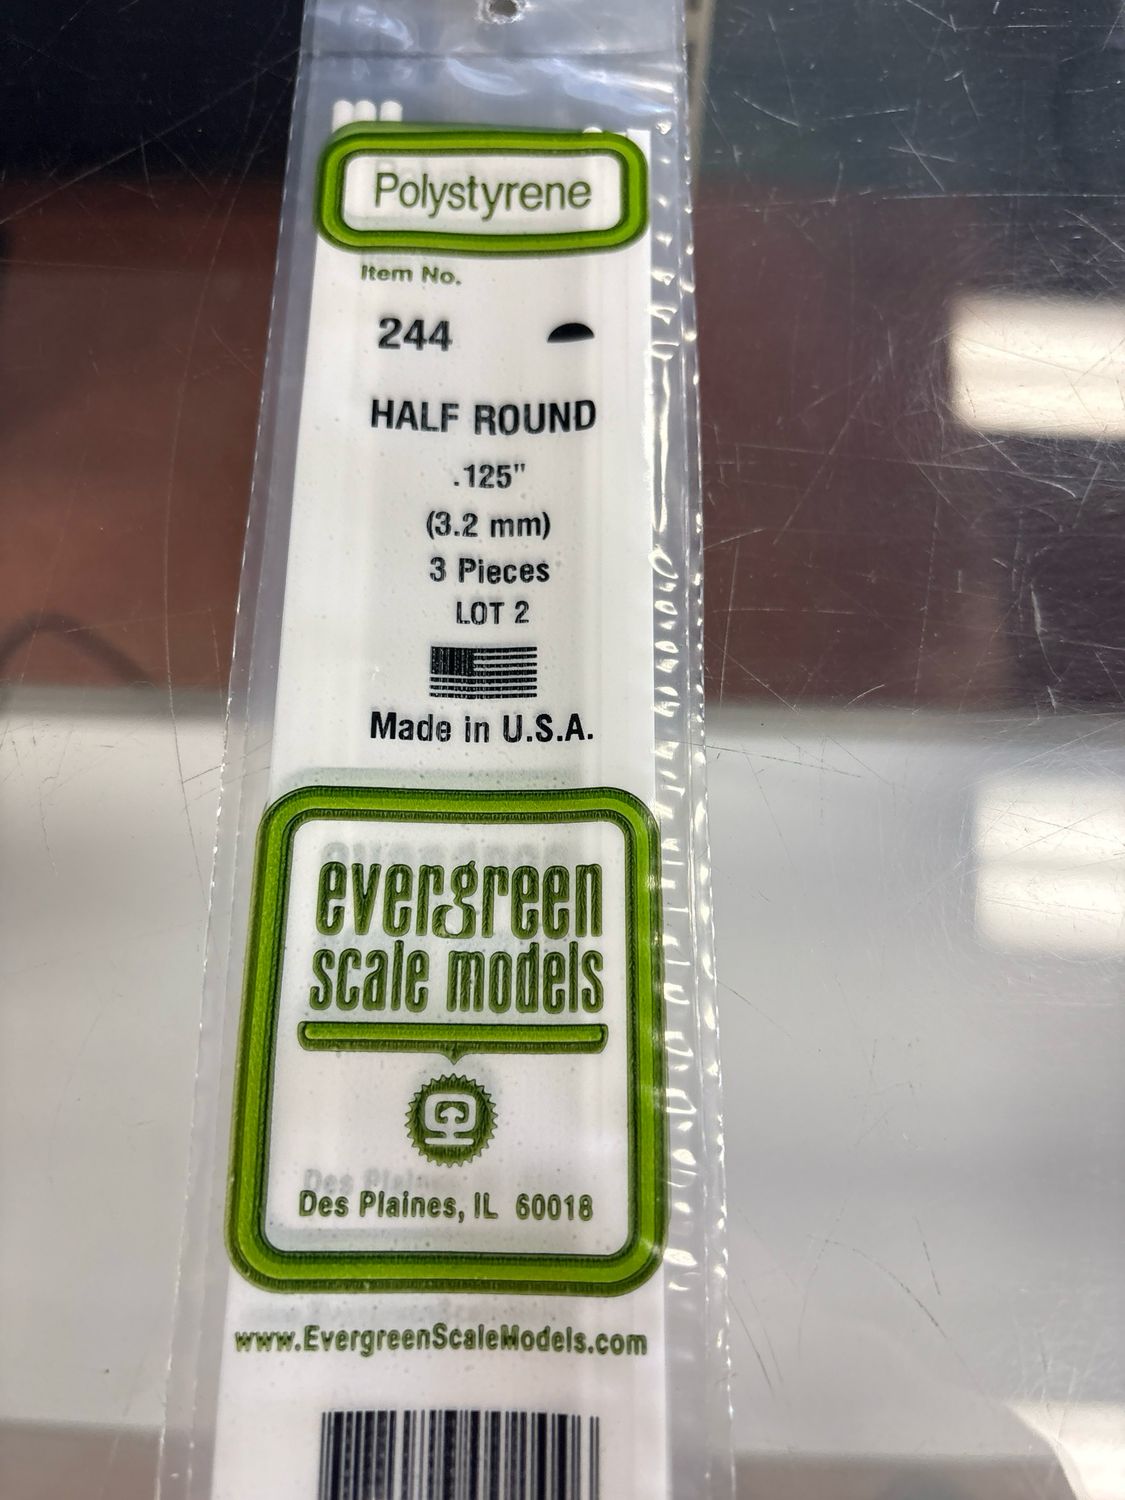 Polystyrene
Item No.
244
HALF ROUND
.125"
(3.2 mm)
3 Pieces
LOT 2
Made in U.S.A.
evergreen
scale models
Des Plaines, IL 60018
www.EvergreenScaleModels.com